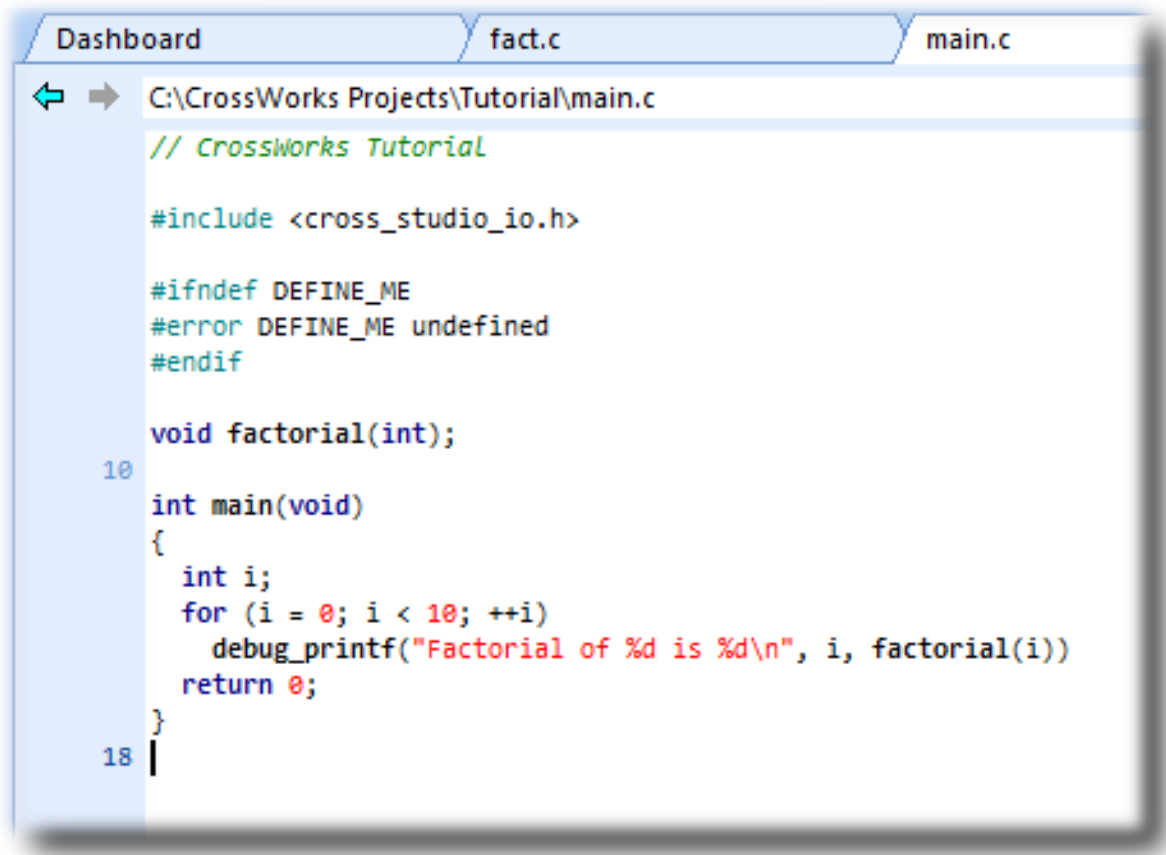 Dashboard fact.c main.c
C:\CrossWorks Projects\Tutorial\main.c
// CrossWorks Tutorial
#include <cross_studio_io.h>
#ifndef DEFINE_ME
#error DEFINE_ME undefined
#endif
void factorial(int);
10
int main(void)
{
  int i;
  for (i = 0; i < 10; ++i)
    debug_printf("Factorial of %d is %d\n", i, factorial(i))
  return 0;
}
18